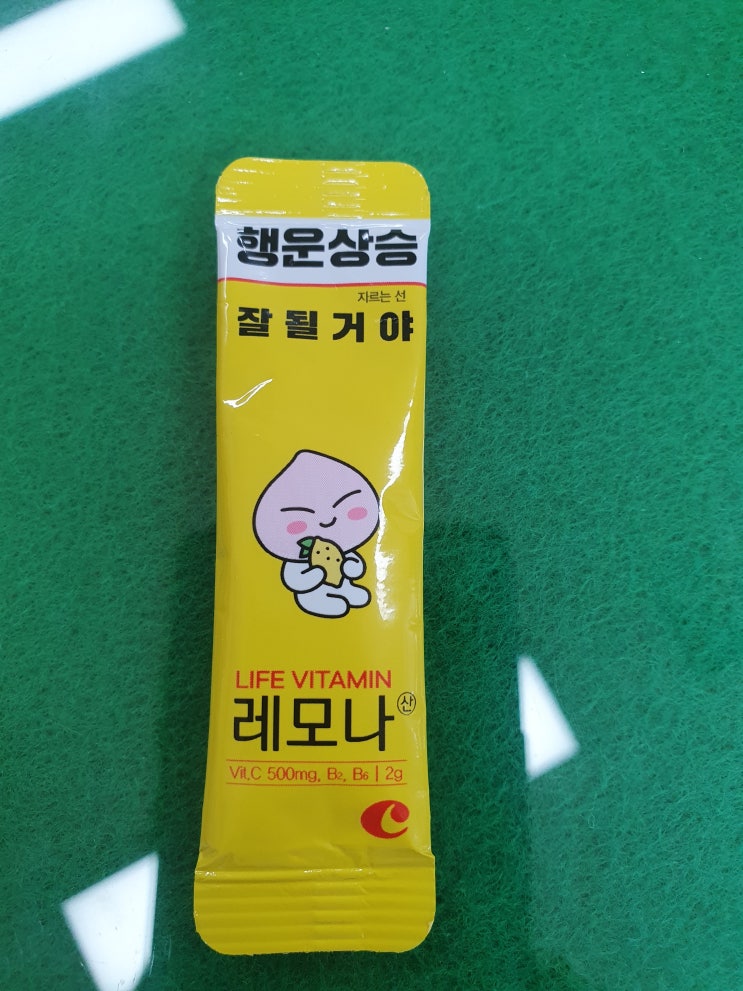 행운상승
자르는 선
잘 될 거 야
LIFE VITAMIN
레모나 산
Vit.C 500mg, B₂, B₆ | 2g